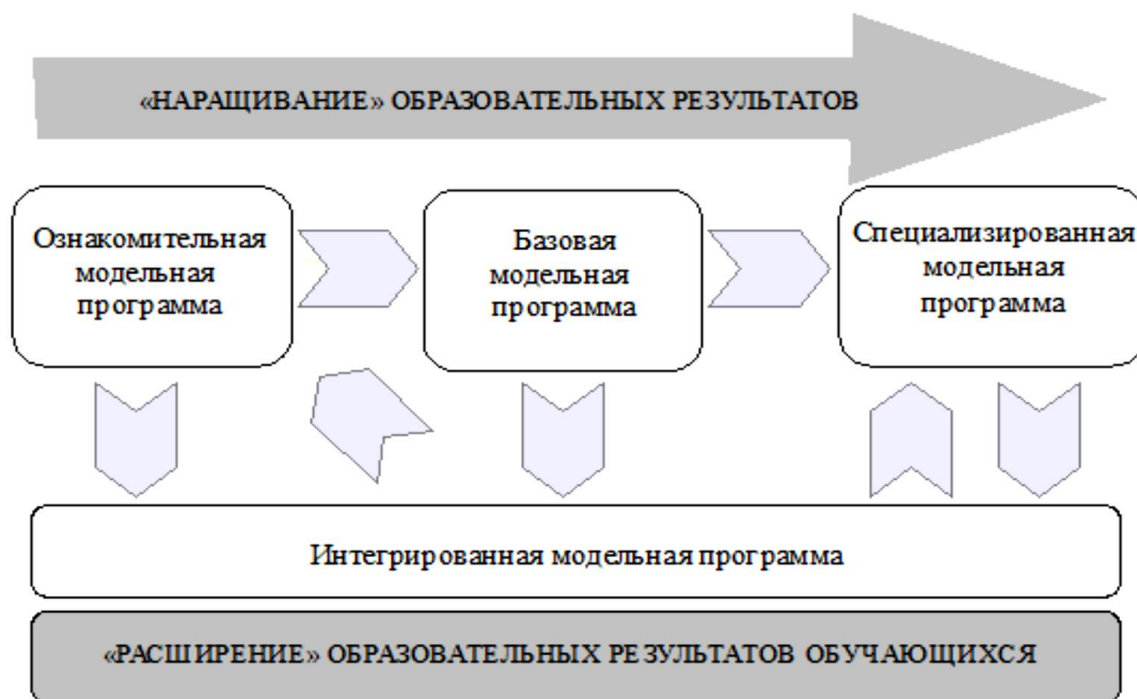 «НАРАЩИВАНИЕ» ОБРАЗОВАТЕЛЬНЫХ РЕЗУЛЬТАТОВ
Ознакомительная
модельная
программа
Базовая
модельная
программа
Специализированная
модельная
программа
Интегрированная модельная программа
«РАСШИРЕНИЕ» ОБРАЗОВАТЕЛЬНЫХ РЕЗУЛЬТАТОВ ОБУЧАЮЩИХСЯ